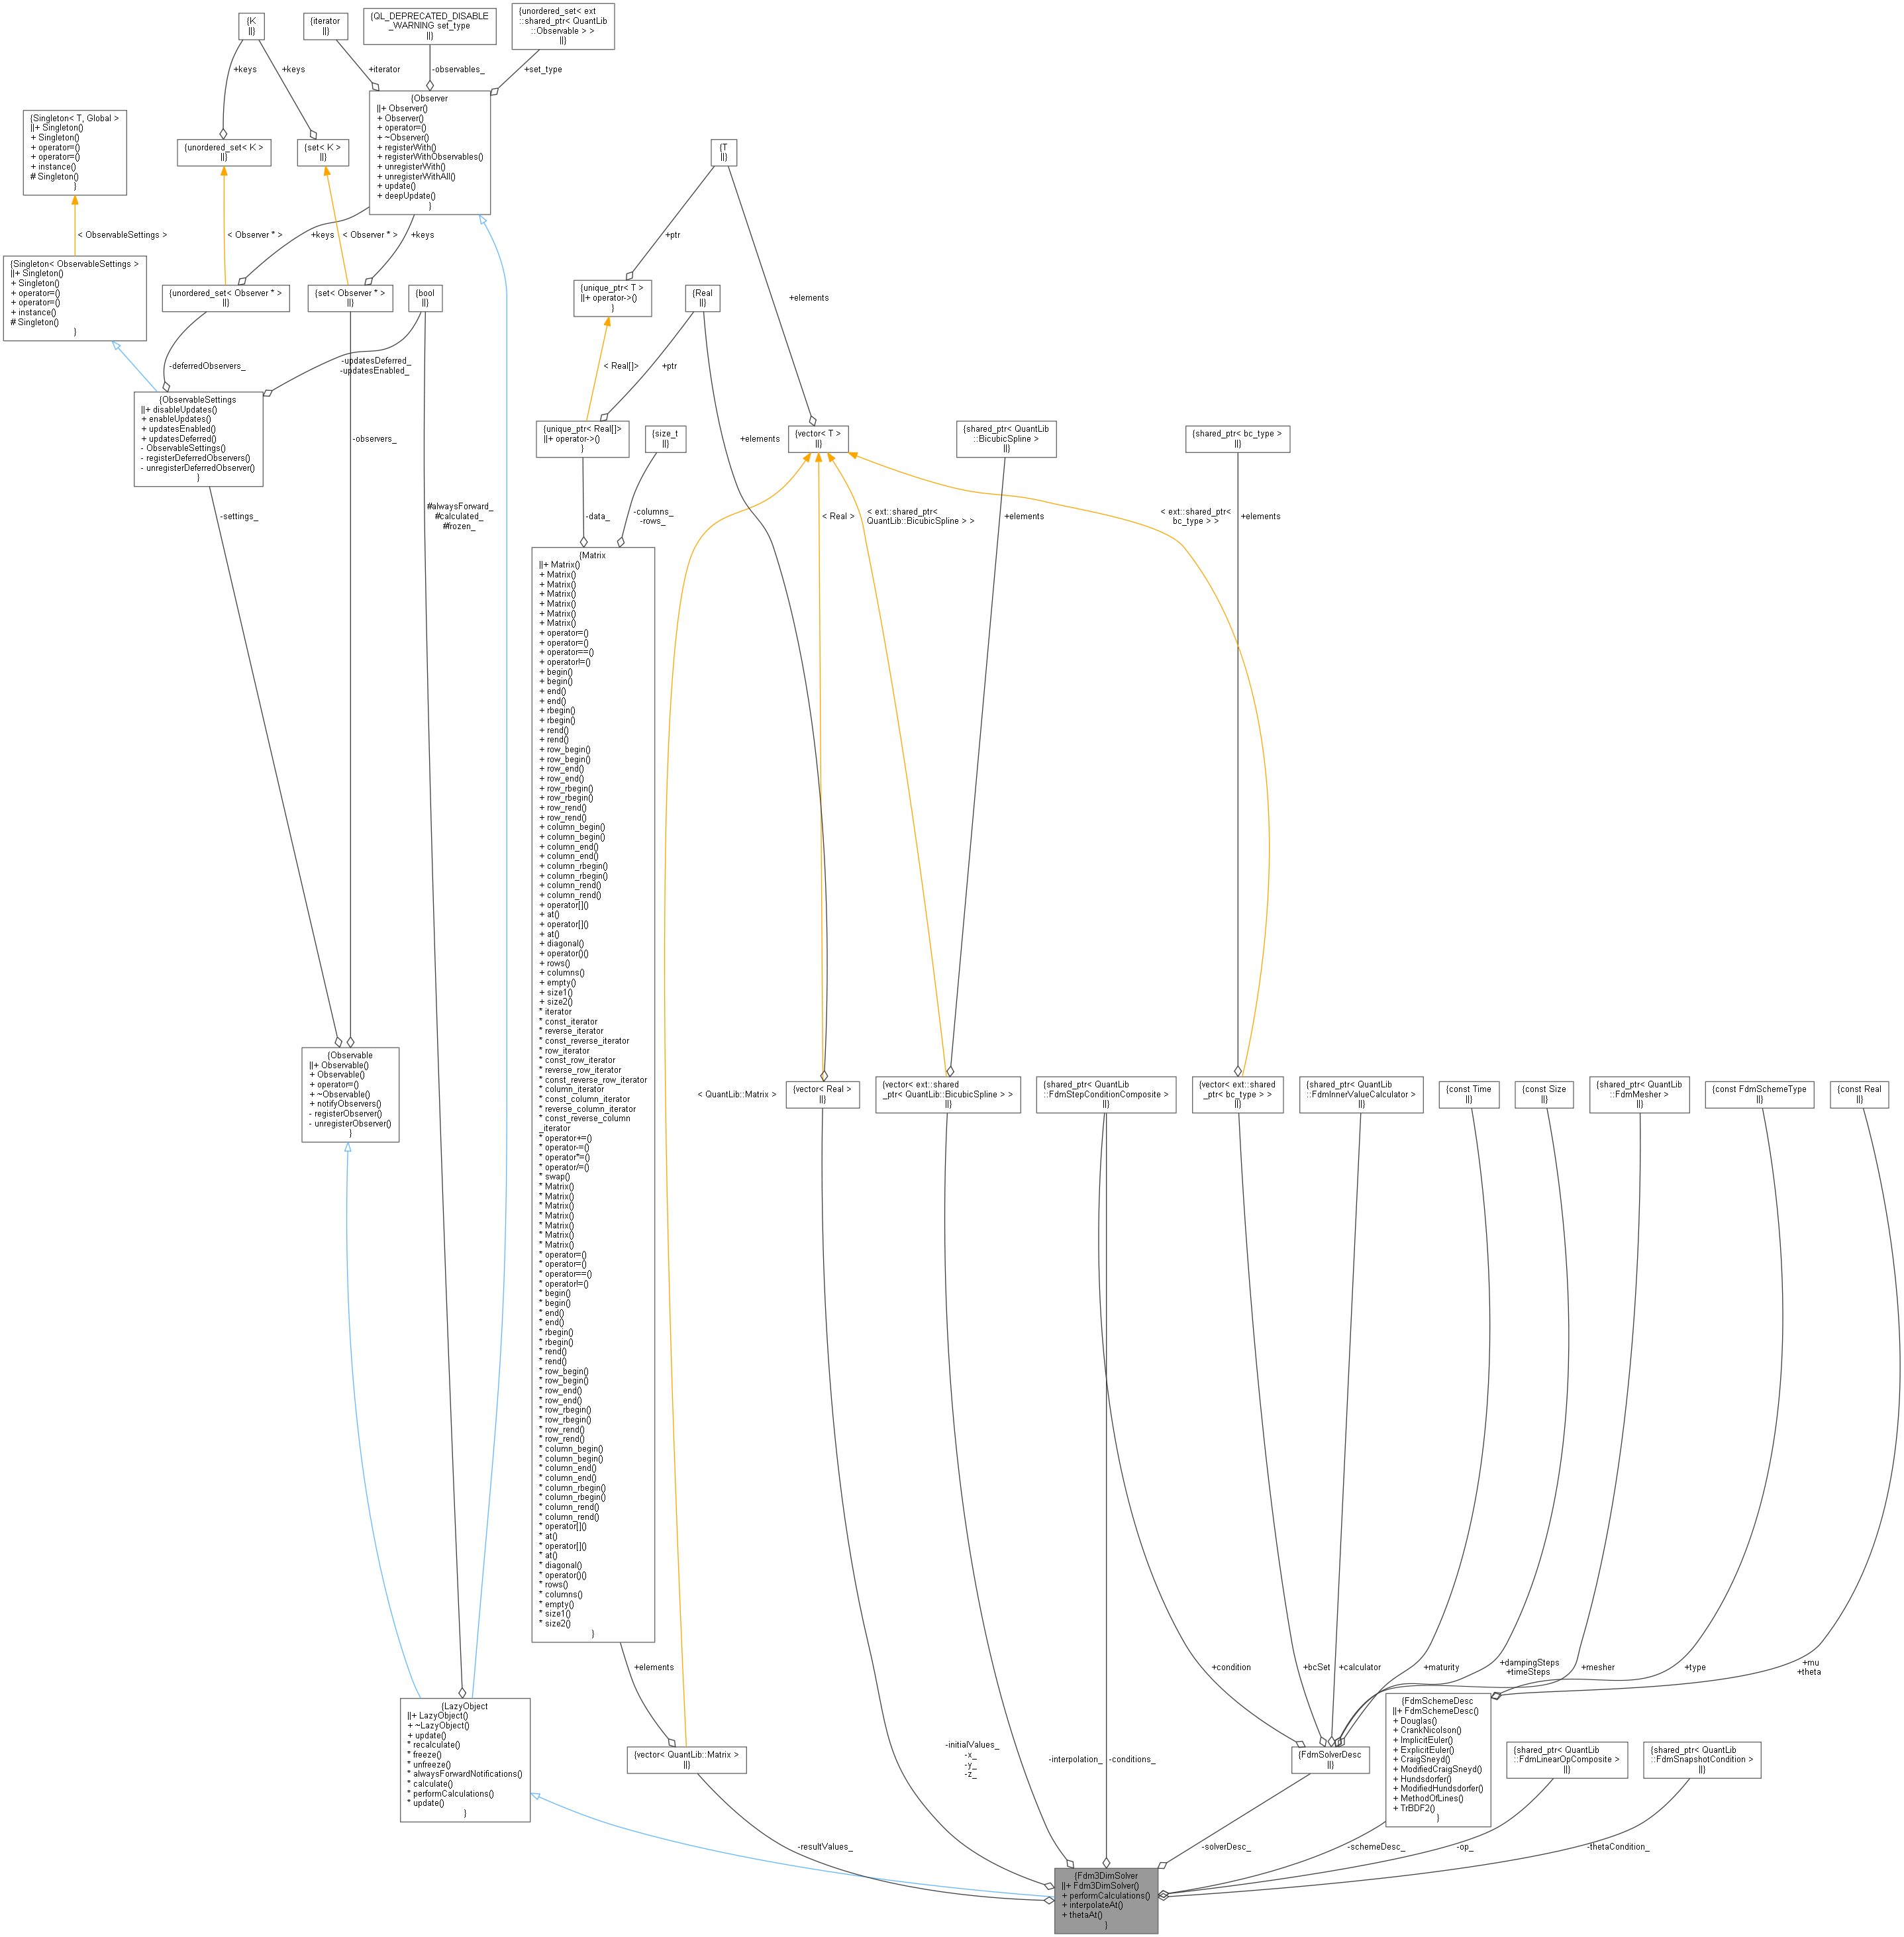 {K
||}
{iterator
||}
{QL_DEPRECATED_DISABLE
_WARNING set_type
||}
{unordered_set< ext
::shared_ptr< QuantLib
::Observable > >
||}
+keys
+keys
+iterator
-observables_
+set_type
{Singleton< T, Global >
||+ Singleton()
+ Singleton()
+ operator=()
+ operator=()
+ instance()
# Singleton()
}
{unordered_set< K >
||}
{set< K >
||}
{Observer
||+ Observer()
+ Observer()
+ operator=()
+ ~Observer()
+ registerWith()
+ registerWithObservables()
+ unregisterWith()
+ unregisterWithAll()
+ update()
+ deepUpdate()
}
{T
||}
< ObservableSettings >
< Observer * >
+keys
< Observer * >
+keys
+ptr
{Singleton< ObservableSettings >
||+ Singleton()
+ Singleton()
+ operator=()
+ operator=()
+ instance()
# Singleton()
}
{unordered_set< Observer * >
||}
{set< Observer * >
||}
{bool
||}
{unique_ptr< T >
||+ operator->()
}
{Real
||}
+elements
-deferredObservers_
-updatesDeferred_
-updatesEnabled_
< Real[]>
+ptr
{ObservableSettings
||+ disableUpdates()
+ enableUpdates()
+ updatesEnabled()
+ updatesDeferred()
- ObservableSettings()
- registerDeferredObservers()
- unregisterDeferredObserver()
}
-observers_
{unique_ptr< Real[]>
||+ operator->()
}
{size_t
||}
+elements
{vector< T >
||}
{shared_ptr< QuantLib
::BicubicSpline >
||}
{shared_ptr< bc_type >
||}
-settings_
#alwaysForward_
#calculated_
#frozen_
-data_
-columns_
-rows_
< Real >
< ext::shared_ptr<
QuantLib::BicubicSpline > >
+elements
< ext::shared_ptr<
bc_type > >
+elements
{Matrix
||+ Matrix()
+ Matrix()
+ Matrix()
+ Matrix()
+ Matrix()
+ Matrix()
+ Matrix()
+ operator=()
+ operator=()
+ operator==()
+ operator!=()
+ begin()
+ begin()
+ end()
+ end()
+ rbegin()
+ rbegin()
+ rend()
+ rend()
+ row_begin()
+ row_begin()
+ row_end()
+ row_end()
+ row_rbegin()
+ row_rbegin()
+ row_rend()
+ row_rend()
+ column_begin()
+ column_begin()
+ column_end()
+ column_end()
+ column_rbegin()
+ column_rbegin()
+ column_rend()
+ column_rend()
+ operator[]()
+ at()
+ operator[]()
+ at()
+ diagonal()
+ operator()()
+ rows()
+ columns()
+ empty()
+ size1()
+ size2()
* iterator
* const_iterator
* reverse_iterator
* const_reverse_iterator
* row_iterator
* const_row_iterator
* reverse_row_iterator
* const_reverse_row_iterator
* column_iterator
* const_column_iterator
* reverse_column_iterator
* const_reverse_column
_iterator
* operator+=()
* operator-=()
* operator*=()
* operator/=()
* swap()
* Matrix()
* Matrix()
* Matrix()
* Matrix()
* Matrix()
* Matrix()
* Matrix()
* operator=()
* operator=()
* operator==()
* operator!=()
* begin()
* begin()
* end()
* end()
* rbegin()
* rbegin()
* rend()
* rend()
* row_begin()
* row_begin()
* row_end()
* row_end()
* row_rbegin()
* row_rbegin()
* row_rend()
* row_rend()
* column_begin()
* column_begin()
* column_end()
* column_end()
* column_rbegin()
* column_rbegin()
* column_rend()
* column_rend()
* operator[]()
* at()
* operator[]()
* at()
* diagonal()
* operator()()
* rows()
* columns()
* empty()
* size1()
* size2()
}
{Observable
||+ Observable()
+ Observable()
+ operator=()
+ ~Observable()
+ notifyObservers()
- registerObserver()
- unregisterObserver()
}
< QuantLib::Matrix >
{vector< Real >
||}
{vector< ext::shared
_ptr< QuantLib::BicubicSpline > >
||}
{shared_ptr< QuantLib
::FdmStepConditionComposite >
||}
{vector< ext::shared
_ptr< bc_type > >
||}
{shared_ptr< QuantLib
::FdmInnerValueCalculator >
||}
{const Time
||}
{const Size
||}
{shared_ptr< QuantLib
::FdmMesher >
||}
{const FdmSchemeType
||}
{const Real
||}
+elements
+condition
+bcSet
+calculator
+maturity
+dampingSteps
+timeSteps
+mesher
+type
+mu
+theta
{LazyObject
||+ LazyObject()
+ ~LazyObject()
+ update()
* recalculate()
* freeze()
* unfreeze()
* alwaysForwardNotifications()
* calculate()
* performCalculations()
* update()
}
{vector< QuantLib::Matrix >
||}
-initialValues_
-x_
-y_
-z_
-interpolation_
-conditions_
{FdmSolverDesc
||}
{FdmSchemeDesc
||+ FdmSchemeDesc()
+ Douglas()
+ CrankNicolson()
+ ImplicitEuler()
+ ExplicitEuler()
+ CraigSneyd()
+ ModifiedCraigSneyd()
+ Hundsdorfer()
+ ModifiedHundsdorfer()
+ MethodOfLines()
+ TrBDF2()
}
{shared_ptr< QuantLib
::FdmLinearOpComposite >
||}
{shared_ptr< QuantLib
::FdmSnapshotCondition >
||}
-resultValues_
-solverDesc_
-schemeDesc_
-op_
-thetaCondition_
{Fdm3DimSolver
||+ Fdm3DimSolver()
+ performCalculations()
+ interpolateAt()
+ thetaAt()
}